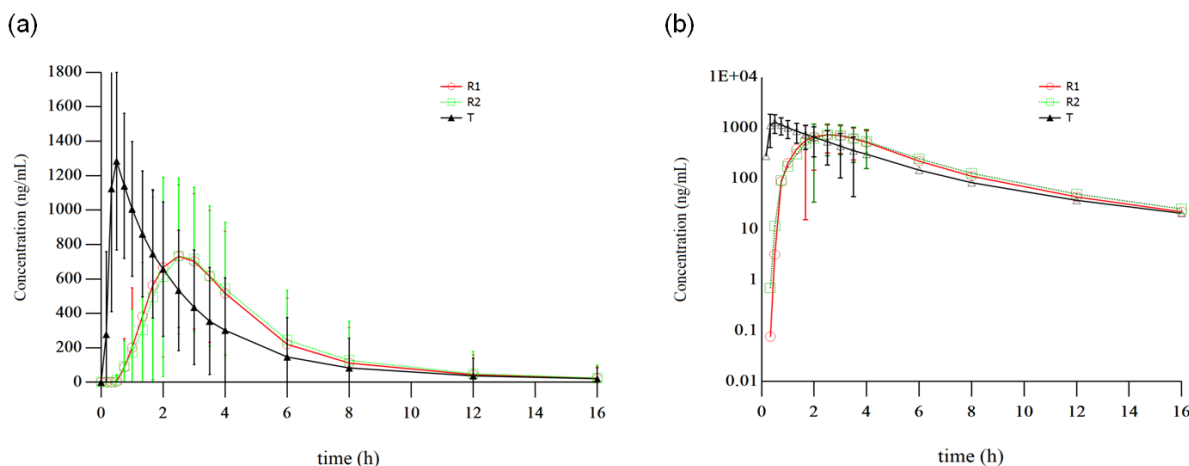 (a)
1800
1600
1400
1200
1000
800
600
400
200
0
Concentration (ng/mL)
R1
R2
T
0 2 4 6 8 10 12 14 16
time (h)
(b)
1E+04
1000
100
10
1
0.1
0.01
Concentration (ng/mL)
R1
R2
T
0 2 4 6 8 10 12 14 16
time (h)